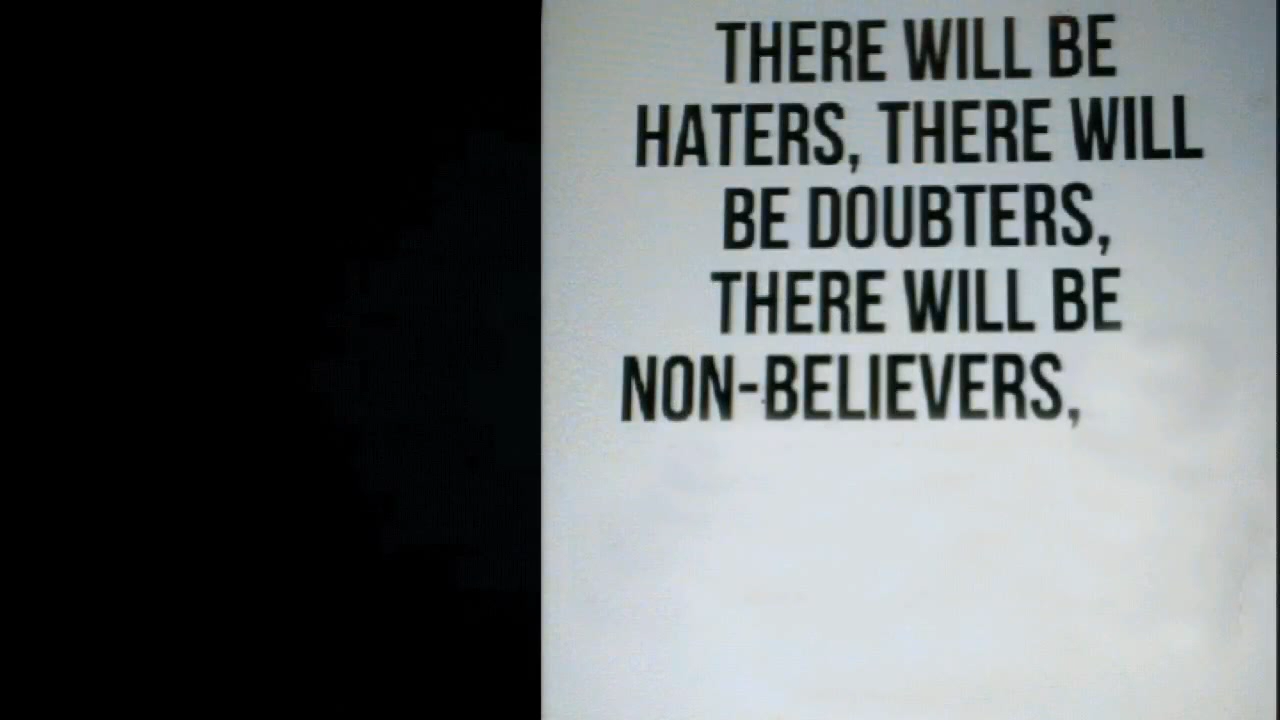 THERE WILL BE
HATERS, THERE WILL
BE DOUBTERS,
THERE WILL BE
NON-BELIEVERS,